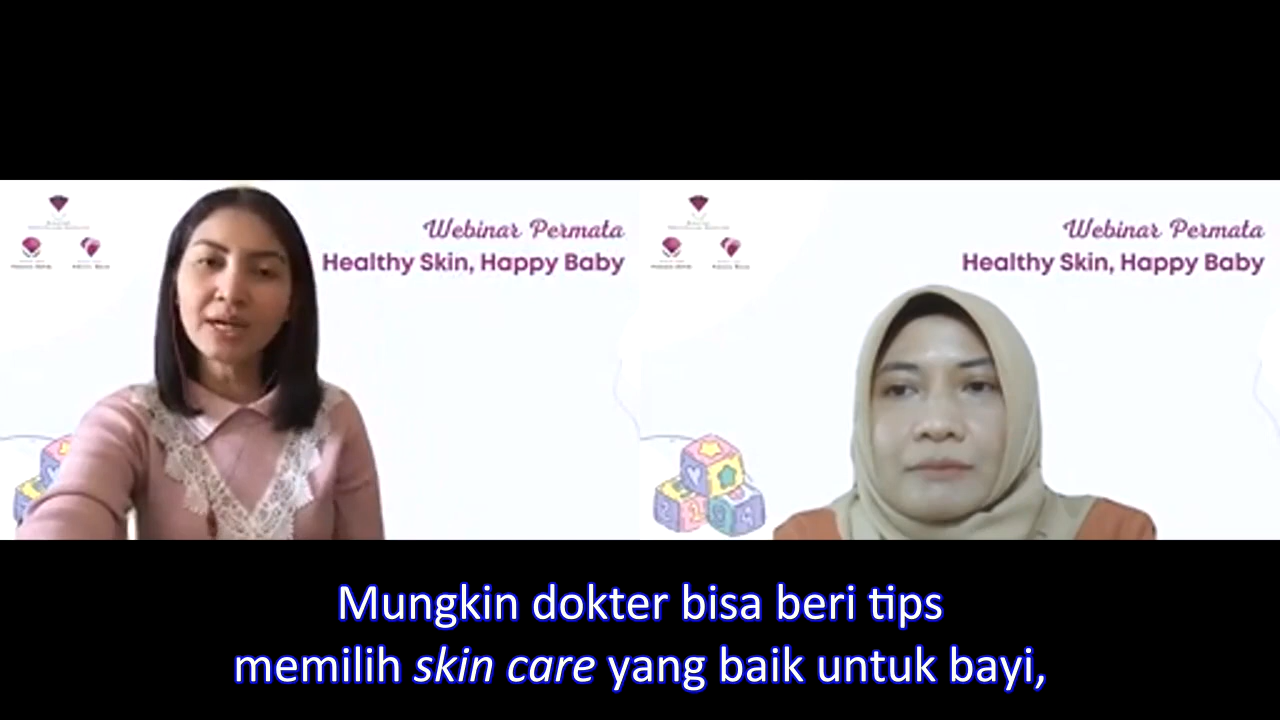 Webinar Permata
Healthy Skin, Happy Baby
Webinar Permata
Healthy Skin, Happy Baby
Mungkin dokter bisa beri tips
memilih skin care yang baik untuk bayi,